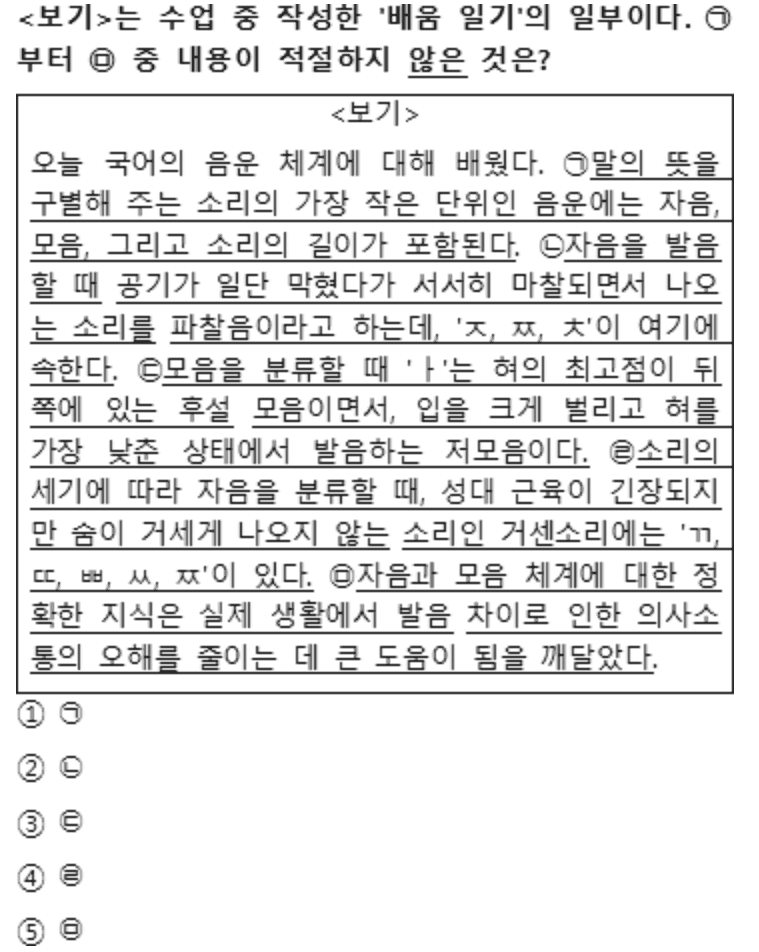 <보기>는 수업 중 작성한 '배움 일기'의 일부이다. ㉠
부터 ㉤ 중 내용이 적절하지 않은 것은?
<보기>
오늘 국어의 음운 체계에 대해 배웠다. ㉠말의 뜻을
구별해 주는 소리의 가장 작은 단위인 음운에는 자음,
모음, 그리고 소리의 길이가 포함된다. ㉡자음을 발음
할 때 공기가 일단 막혔다가 서서히 마찰되면서 나오
는 소리를 파찰음이라고 하는데, 'ㅈ, ㅉ, ㅊ'이 여기에
속한다. ㉢모음을 분류할 때 'ㅏ'는 혀의 최고점이 뒤
쪽에 있는 후설 모음이면서, 입을 크게 벌리고 혀를
가장 낮춘 상태에서 발음하는 저모음이다. ㉣소리의
세기에 따라 자음을 분류할 때, 성대 근육이 긴장되지
만 숨이 거세게 나오지 않는 소리인 거센소리에는 'ㄲ,
ㄸ, ㅃ, ㅆ, ㅉ'이 있다. ㉤자음과 모음 체계에 대한 정
확한 지식은 실제 생활에서 발음 차이로 인한 의사소
통의 오해를 줄이는 데 큰 도움이 됨을 깨달았다.
① ㉠
② ㉡
③ ㉢
④ ㉣
⑤ ㉤